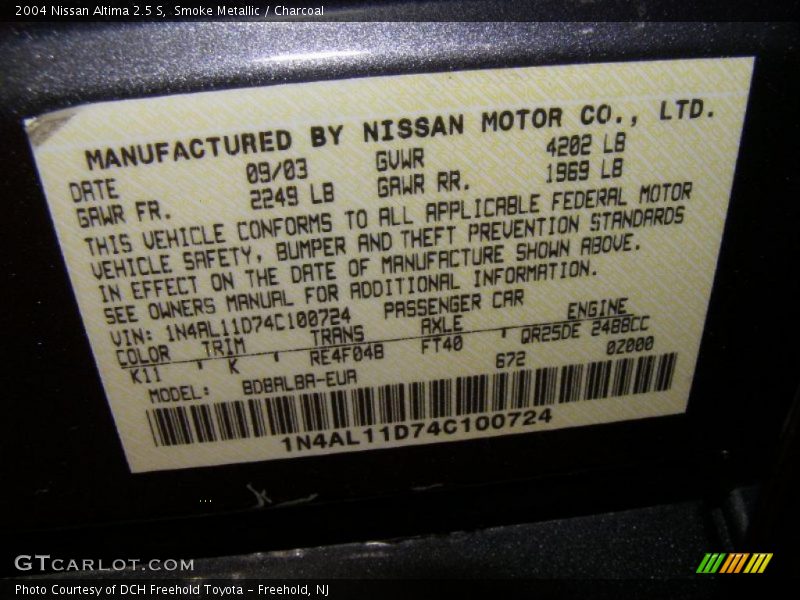 2004 Nissan Altima 2.5 S,  Smoke Metallic / Charcoal
MANUFACTURED BY NISSAN MOTOR CO., LTD.
DATE 09/03 GVWR 4202 LB
GAWR FR. 2249 LB GAWR RR. 1969 LB
THIS VEHICLE CONFORMS TO ALL APPLICABLE FEDERAL MOTOR
VEHICLE SAFETY, BUMPER AND THEFT PREVENTION STANDARDS
IN EFFECT ON THE DATE OF MANUFACTURE SHOWN ABOVE.
SEE OWNERS MANUAL FOR ADDITIONAL INFORMATION.
VIN: 1N4AL11D74C100724 PASSENGER CAR
COLOR TRIM TRANS AXLE ENGINE
K11 K RE4F04B FT40 QR25DE 2488CC
MODEL: BDBALBA-EUA 672 0Z000
1N4AL11D74C100724
GTCARLOT.COM
Photo Courtesy of DCH Freehold Toyota - Freehold, NJ